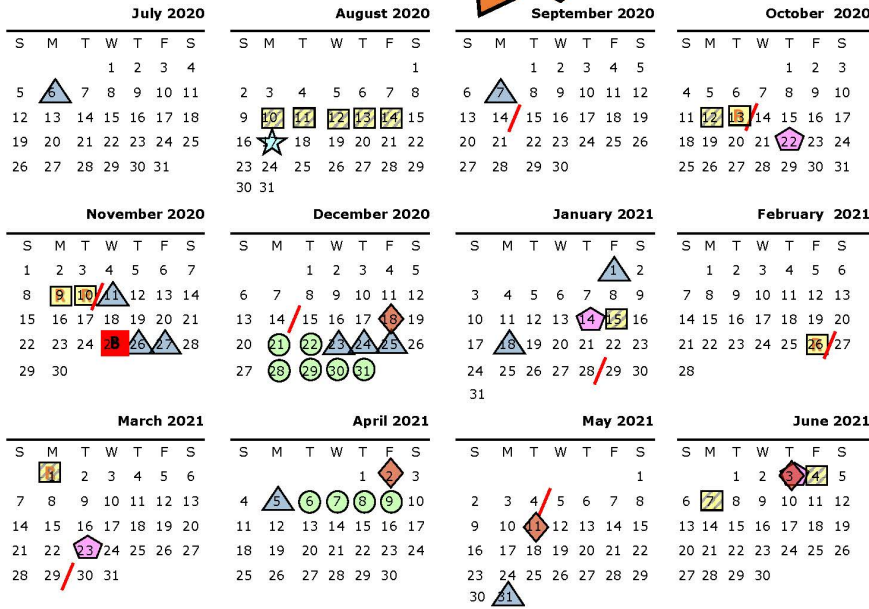 July 2020
S M T W T F S
1 2 3 4
5 6 7 8 9 10 11
12 13 14 15 16 17 18
19 20 21 22 23 24 25
26 27 28 29 30 31
August 2020
S M T W T F S
1
2 3 4 5 6 7 8
9 10 11 12 13 14 15
16 17 18 19 20 21 22
23 24 25 26 27 28 29
30 31
September 2020
S M T W T F S
1 2 3 4 5
6 7 8 9 10 11 12
13 14 15 16 17 18 19
20 21 22 23 24 25 26
27 28 29 30
October 2020
S M T W T F S
1 2 3
4 5 6 7 8 9 10
11 12 13 14 15 16 17
18 19 20 21 22 23 24
25 26 27 28 29 30 31
November 2020
S M T W T F S
1 2 3 4 5 6 7
8 9 10 11 12 13 14
15 16 17 18 19 20 21
22 23 24 B 26 27 28
29 30
December 2020
S M T W T F S
1 2 3 4 5
6 7 8 9 10 11 12
13 14 15 16 17 18 19
20 21 22 23 24 25 26
27 28 29 30 31
January 2021
S M T W T F S
1 2
3 4 5 6 7 8 9
10 11 12 13 14 15 16
17 18 19 20 21 22 23
24 25 26 27 28 29 30
31
February 2021
S M T W T F S
1 2 3 4 5 6
7 8 9 10 11 12 13
14 15 16 17 18 19 20
21 22 23 24 25 26 27
28
March 2021
S M T W T F S
1 2 3 4 5 6
7 8 9 10 11 12 13
14 15 16 17 18 19 20
21 22 23 24 25 26 27
28 29 30 31
April 2021
S M T W T F S
1 2 3
4 5 6 7 8 9 10
11 12 13 14 15 16 17
18 19 20 21 22 23 24
25 26 27 28 29 30
May 2021
S M T W T F S
1
2 3 4 5 6 7 8
9 10 11 12 13 14 15
16 17 18 19 20 21 22
23 24 25 26 27 28 29
30 31
June 2021
S M T W T F S
1 2 3 4 5
6 7 8 9 10 11 12
13 14 15 16 17 18 19
20 21 22 23 24 25 26
27 28 29 30